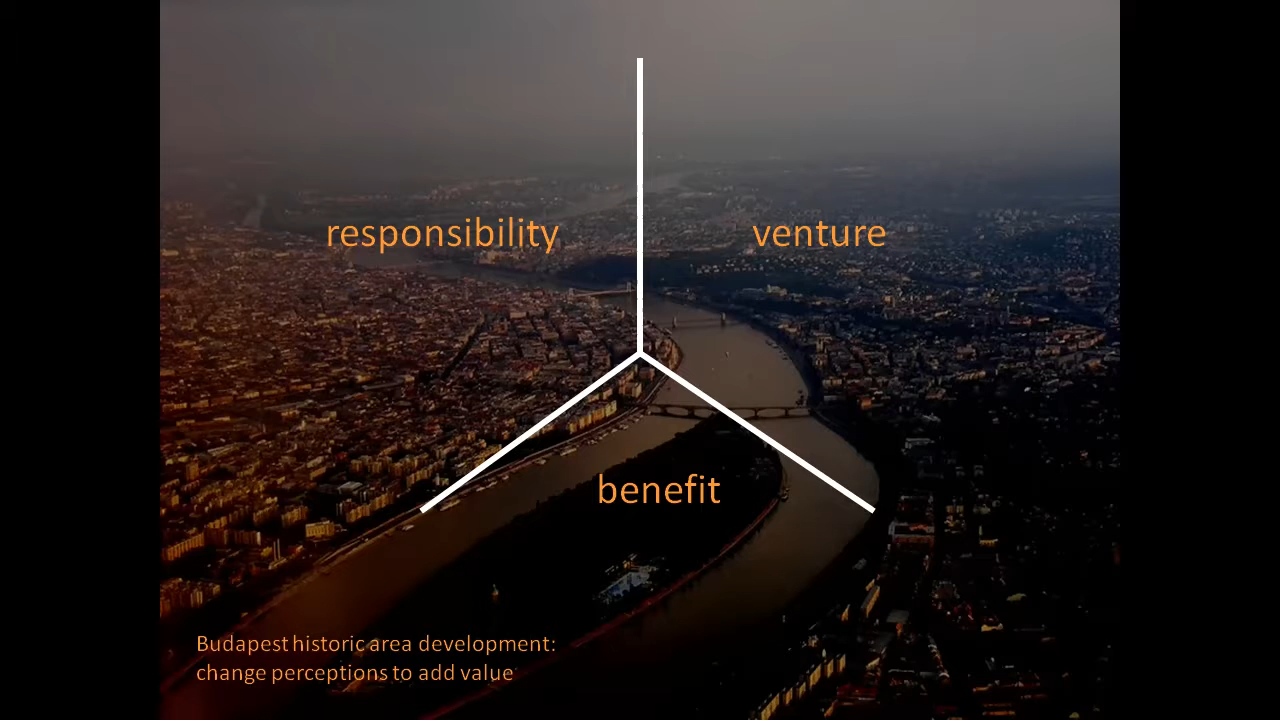 responsibility
venture
benefit
Budapest historic area development:
change perceptions to add value